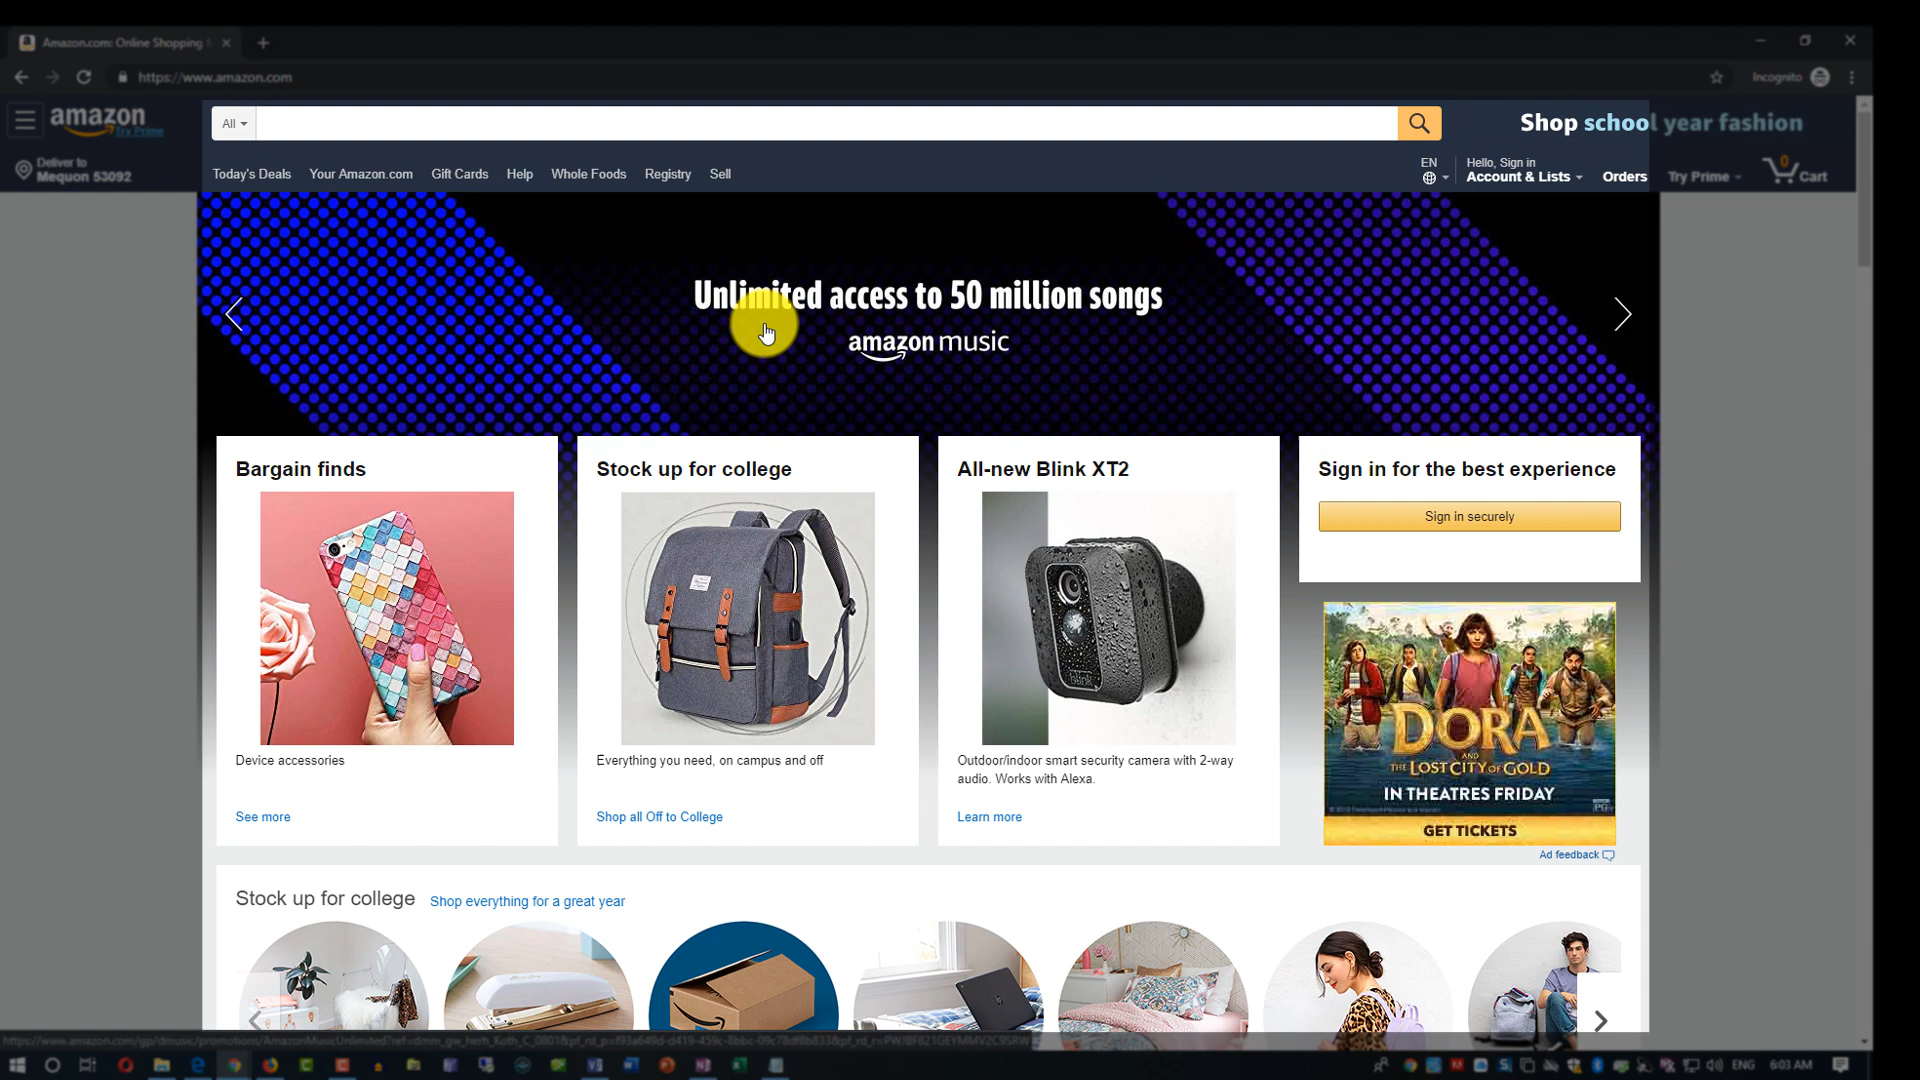 Amazon.com: Online Shopping
https://www.amazon.com
Incognito
amazon
Try Prime
All
Shop school year fashion
Deliver to
Mequon 53092
Today's Deals Your Amazon.com Gift Cards Help Whole Foods Registry Sell
EN
Hello, Sign in
Account & Lists
Orders
Try Prime
0
Cart
Unlimited access to 50 million songs
amazon music
Bargain finds
Device accessories
See more
Stock up for college
Everything you need, on campus and off
Shop all Off to College
All-new Blink XT2
blink
Outdoor/indoor smart security camera with 2-way
audio. Works with Alexa.
Learn more
Sign in for the best experience
Sign in securely
DORA
AND
THE LOST CITY OF GOLD
IN THEATRES FRIDAY
PG
GET TICKETS
Ad feedback
Stock up for college Shop everything for a great year
ENG 6:03 AM